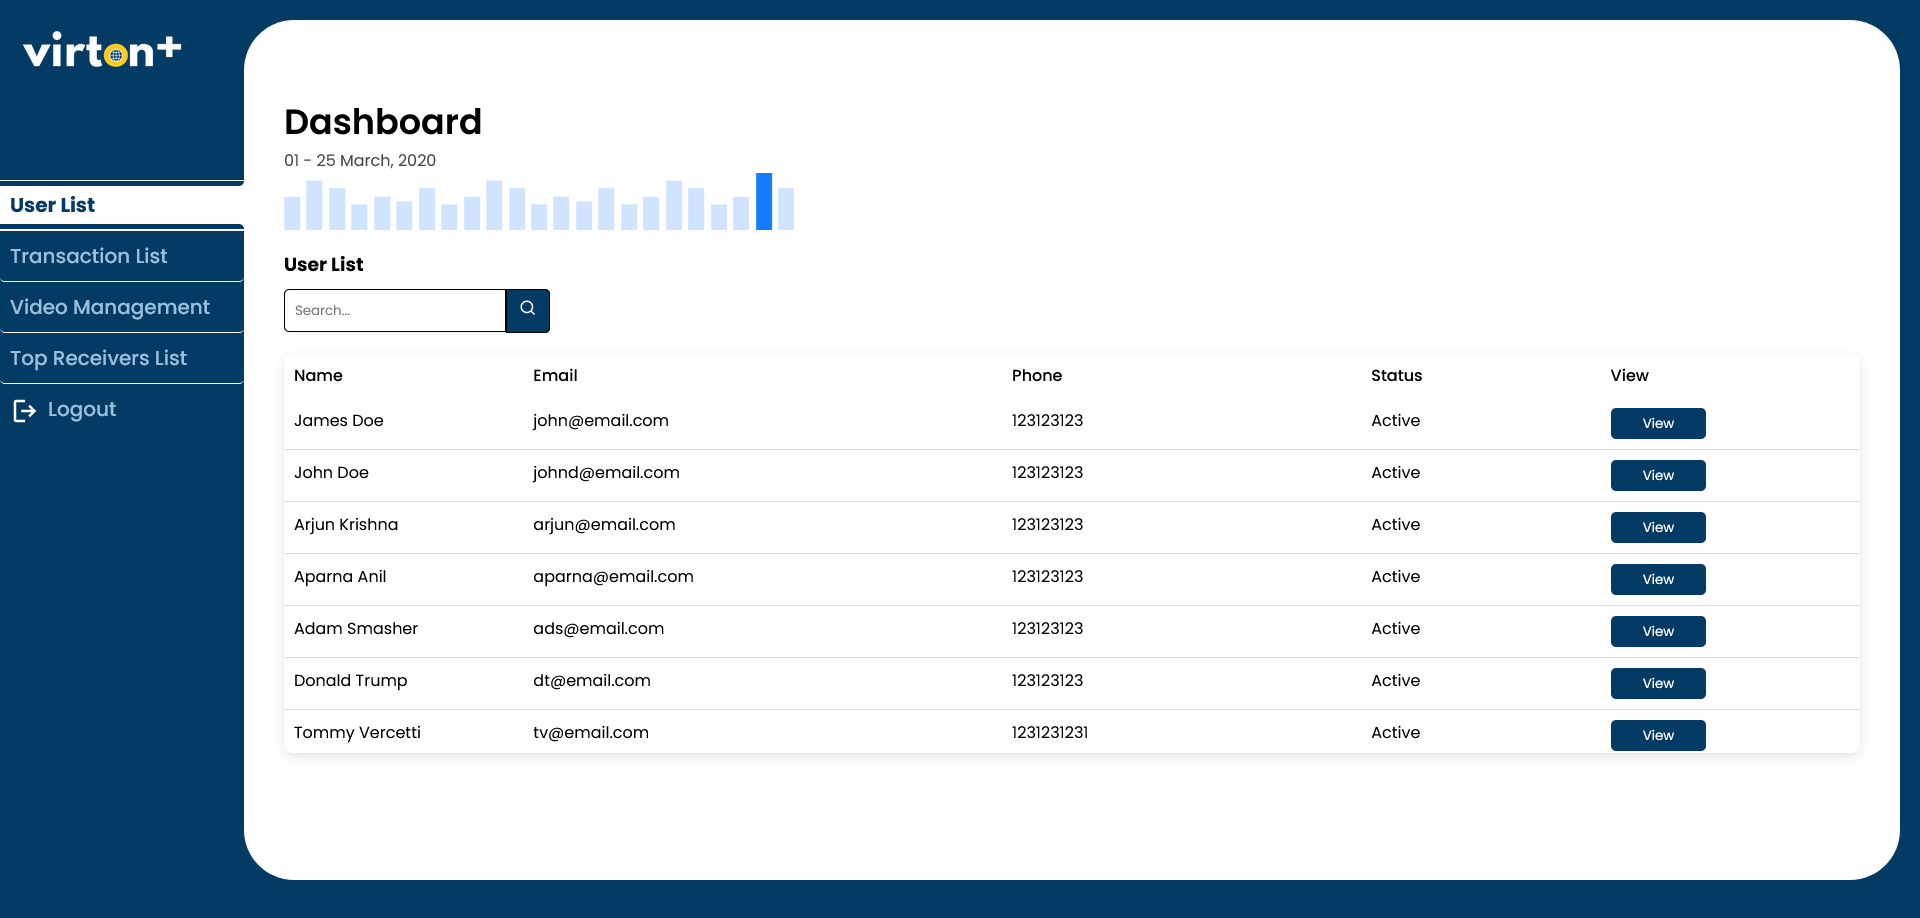 virton+
User List
Transaction List
Video Management
Top Receivers List
Logout
Dashboard
01 - 25 March, 2020
User List
Search...
Name Email Phone Status View
James Doe john@email.com 123123123 Active View
John Doe johnd@email.com 123123123 Active View
Arjun Krishna arjun@email.com 123123123 Active View
Aparna Anil aparna@email.com 123123123 Active View
Adam Smasher ads@email.com 123123123 Active View
Donald Trump dt@email.com 123123123 Active View
Tommy Vercetti tv@email.com 1231231231 Active View